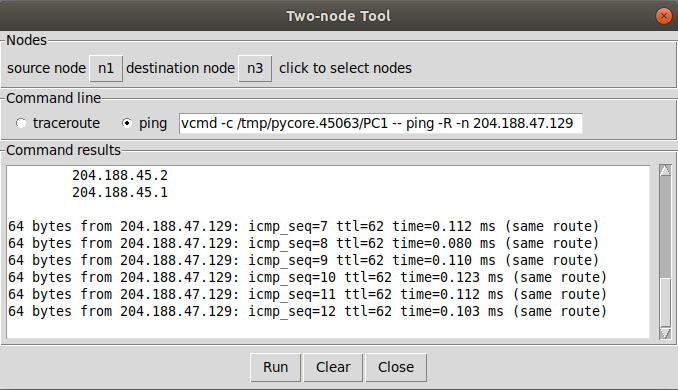 Two-node Tool
Nodes
source node n1 destination node n3 click to select nodes
Command line
traceroute ping vcmd -c /tmp/pycore.45063/PC1 -- ping -R -n 204.188.47.129
Command results
204.188.45.2
204.188.45.1
64 bytes from 204.188.47.129: icmp_seq=7 ttl=62 time=0.112 ms (same route)
64 bytes from 204.188.47.129: icmp_seq=8 ttl=62 time=0.080 ms (same route)
64 bytes from 204.188.47.129: icmp_seq=9 ttl=62 time=0.110 ms (same route)
64 bytes from 204.188.47.129: icmp_seq=10 ttl=62 time=0.123 ms (same route)
64 bytes from 204.188.47.129: icmp_seq=11 ttl=62 time=0.112 ms (same route)
64 bytes from 204.188.47.129: icmp_seq=12 ttl=62 time=0.103 ms (same route)
Run Clear Close